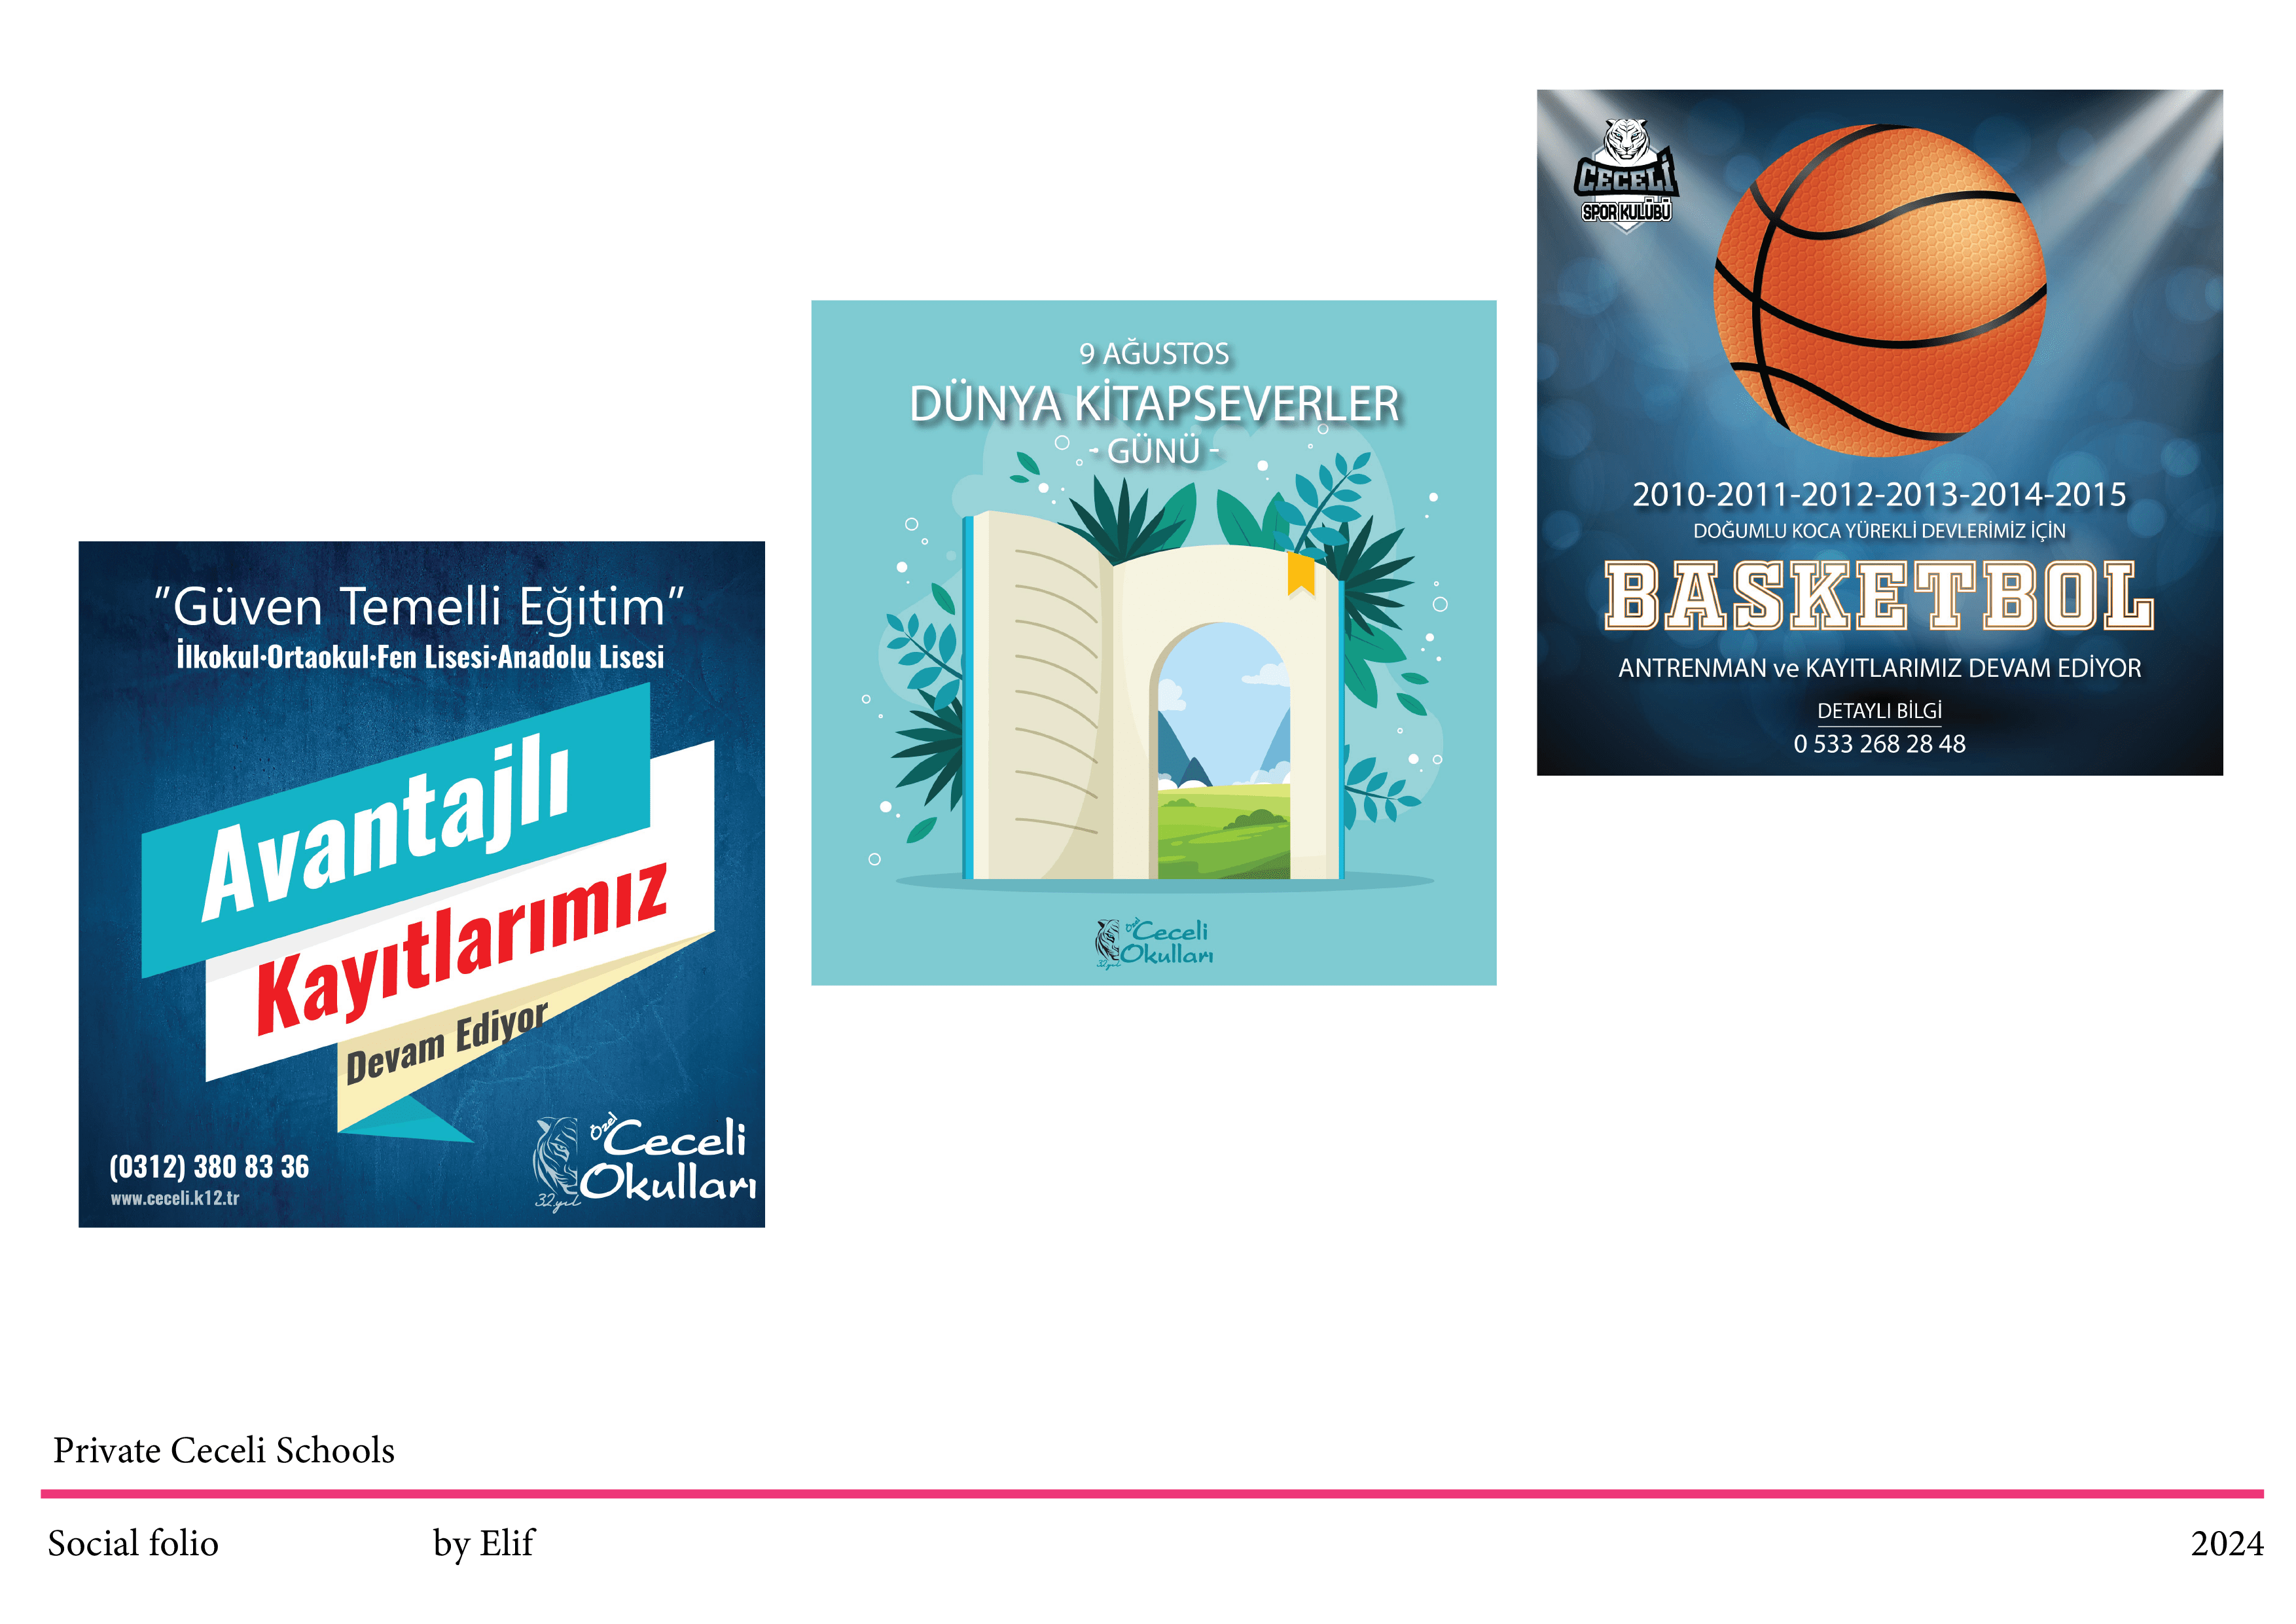 "Güven Temelli Eğitim"
İlkokul·Ortaokul·Fen Lisesi·Anadolu Lisesi
Avantajlı
Kayıtlarımız
Devam Ediyor
(0312) 380 83 36
www.ceceli.k12.tr
Özel
Ceceli
Okulları
32.yıl
9 AĞUSTOS
DÜNYA KİTAPSEVERLER
- GÜNÜ -
Özel
Ceceli
Okulları
32.yıl
CECELİ
SPOR KULÜBÜ
2010-2011-2012-2013-2014-2015
DOĞUMLU KOCA YÜREKLİ DEVLERİMİZ İÇİN
BASKETBOL
ANTRENMAN ve KAYITLARIMIZ DEVAM EDİYOR
DETAYLI BİLGİ
0 533 268 28 48
Private Ceceli Schools
Social folio by Elif 2024